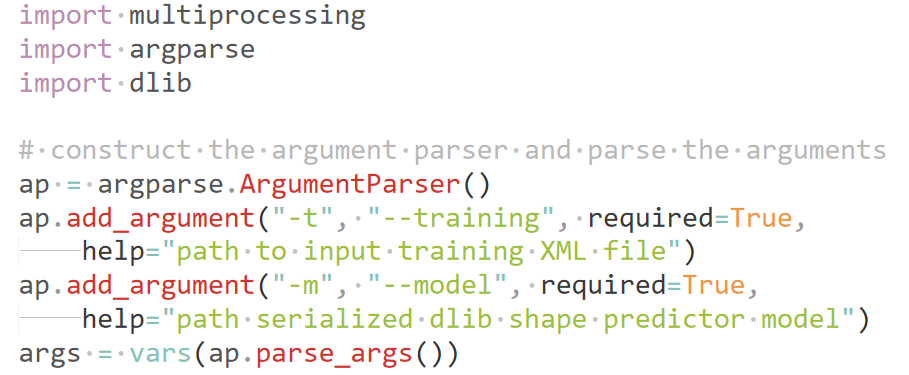 import multiprocessing
import argparse
import dlib
# construct the argument parser and parse the arguments
ap = argparse.ArgumentParser()
ap.add_argument("-t", "--training", required=True,
	help="path to input training XML file")
ap.add_argument("-m", "--model", required=True,
	help="path serialized dlib shape predictor model")
args = vars(ap.parse_args())